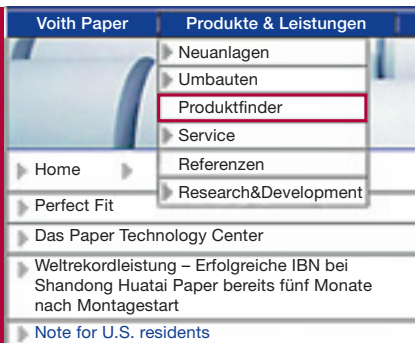 Voith Paper Produkte & Leistungen
Neuanlagen
Umbauten
Produktfinder
Service
Referenzen
Research&Development
Home
Perfect Fit
Das Paper Technology Center
Weltrekordleistung – Erfolgreiche IBN bei
Shandong Huatai Paper bereits fünf Monate
nach Montagestart
Note for U.S. residents